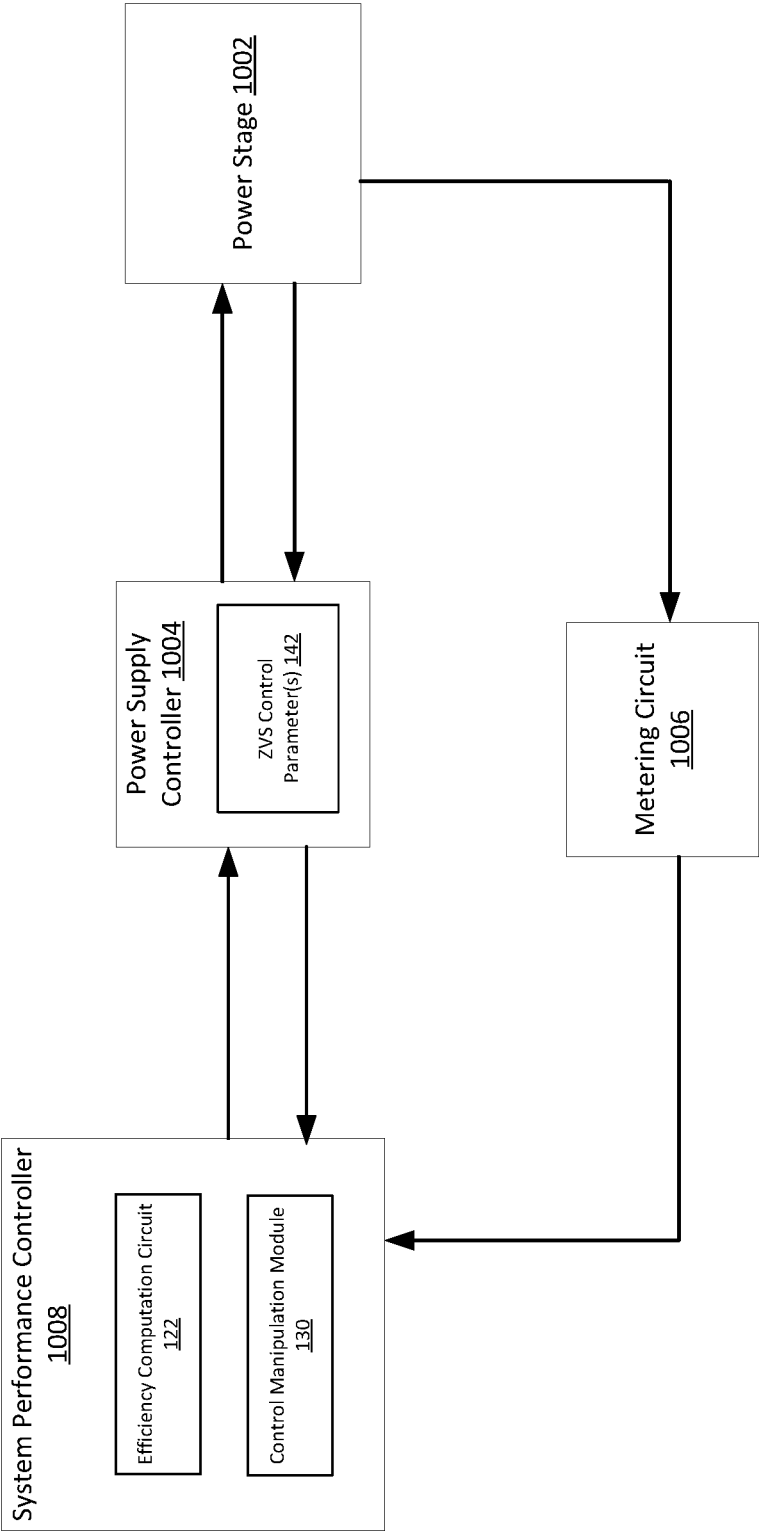 System Performance Controller
1008
Efficiency Computation Circuit
122
Control Manipulation Module
130
Power Supply
Controller 1004
ZVS Control
Parameter(s) 142
Power Stage 1002
Metering Circuit
1006